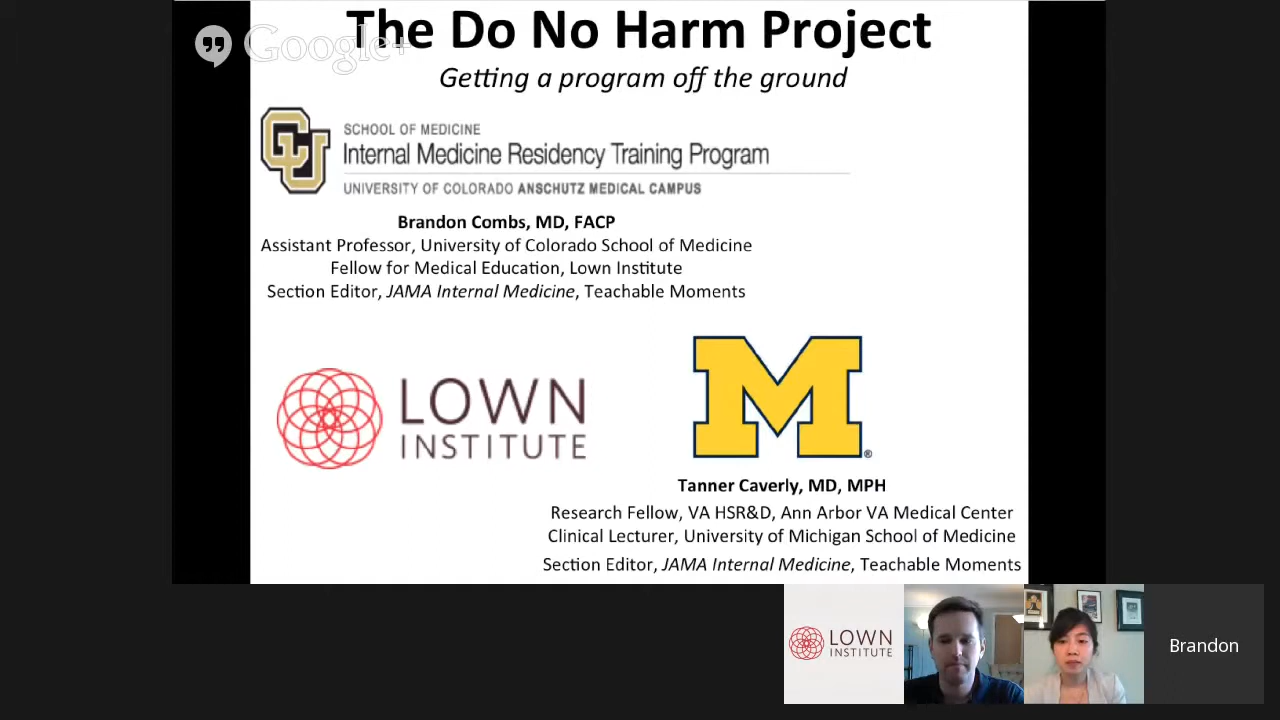 The Do No Harm Project
Google+
Getting a program off the ground
CU
SCHOOL OF MEDICINE
Internal Medicine Residency Training Program
UNIVERSITY OF COLORADO ANSCHUTZ MEDICAL CAMPUS
Brandon Combs, MD, FACP
Assistant Professor, University of Colorado School of Medicine
Fellow for Medical Education, Lown Institute
Section Editor, JAMA Internal Medicine, Teachable Moments
LOWN
INSTITUTE
M
®
Tanner Caverly, MD, MPH
Research Fellow, VA HSR&D, Ann Arbor VA Medical Center
Clinical Lecturer, University of Michigan School of Medicine
Section Editor, JAMA Internal Medicine, Teachable Moments
LOWN
INSTITUTE
Brandon